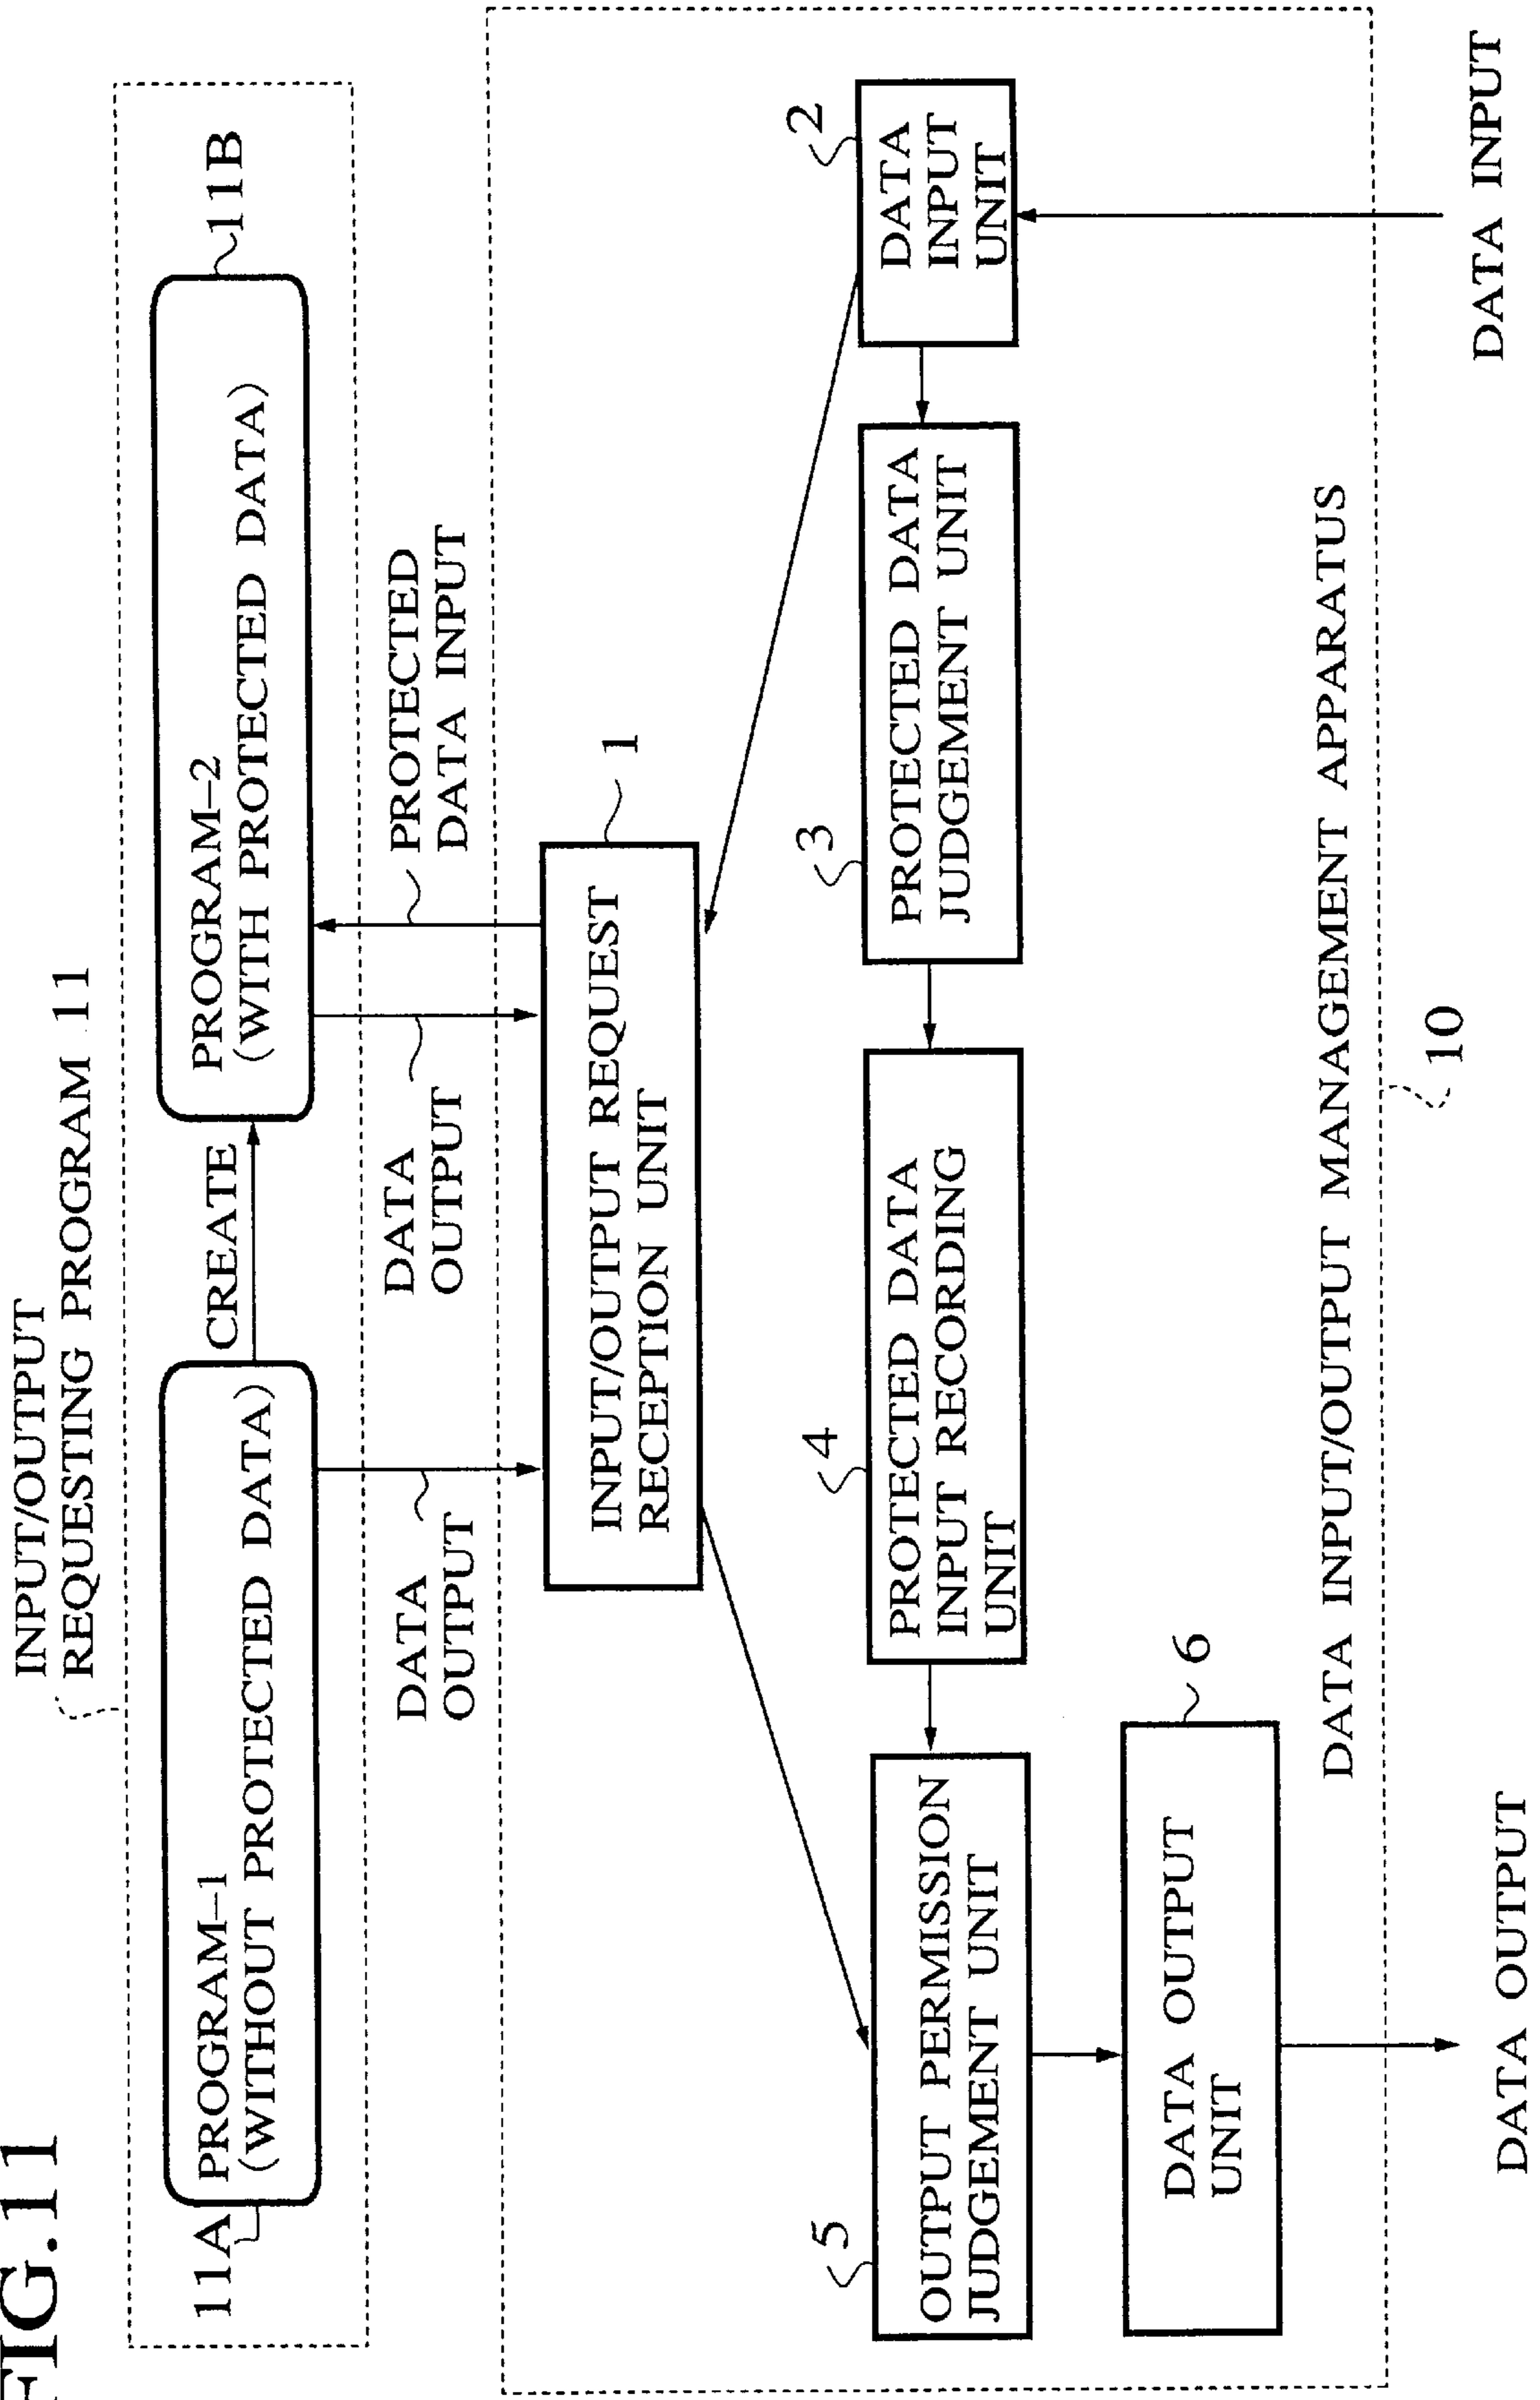 FIG.11
INPUT/OUTPUT
REQUESTING PROGRAM 11
11A
PROGRAM-1
(WITHOUT PROTECTED DATA)
CREATE
PROGRAM-2
(WITH PROTECTED DATA)
11B
DATA
OUTPUT
DATA
OUTPUT
PROTECTED
DATA INPUT
INPUT/OUTPUT REQUEST
RECEPTION UNIT
1
5
OUTPUT PERMISSION
JUDGEMENT UNIT
4
PROTECTED DATA
INPUT RECORDING
UNIT
3
PROTECTED DATA
JUDGEMENT UNIT
2
DATA
INPUT
UNIT
DATA OUTPUT
UNIT
6
DATA INPUT/OUTPUT MANAGEMENT APPARATUS
10
DATA OUTPUT
DATA INPUT